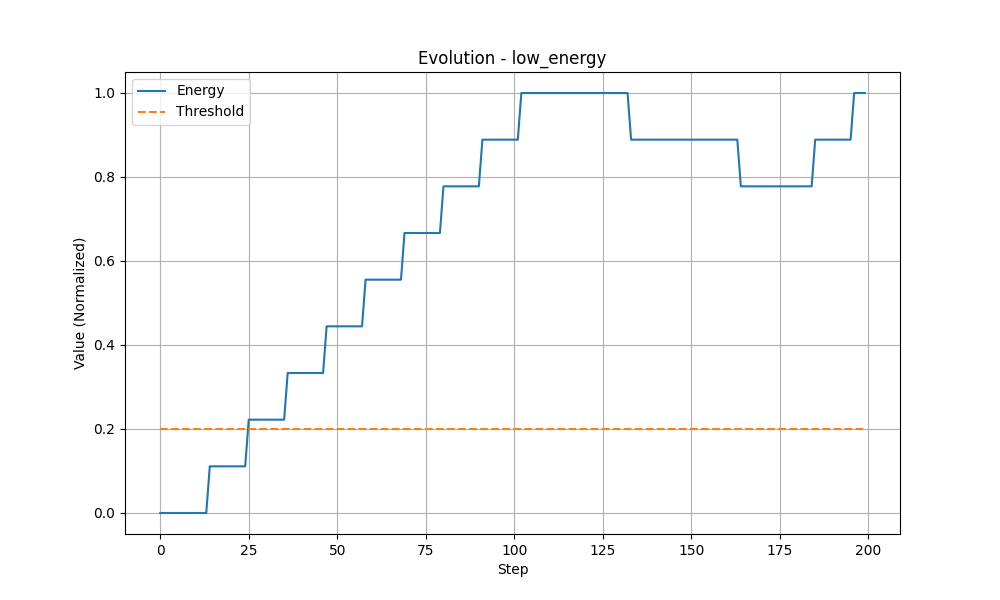 Evolution - low_energy
Energy
Threshold
1.0
0.8
0.6
0.4
0.2
0.0
Value (Normalized)
0 25 50 75 100 125 150 175 200
Step